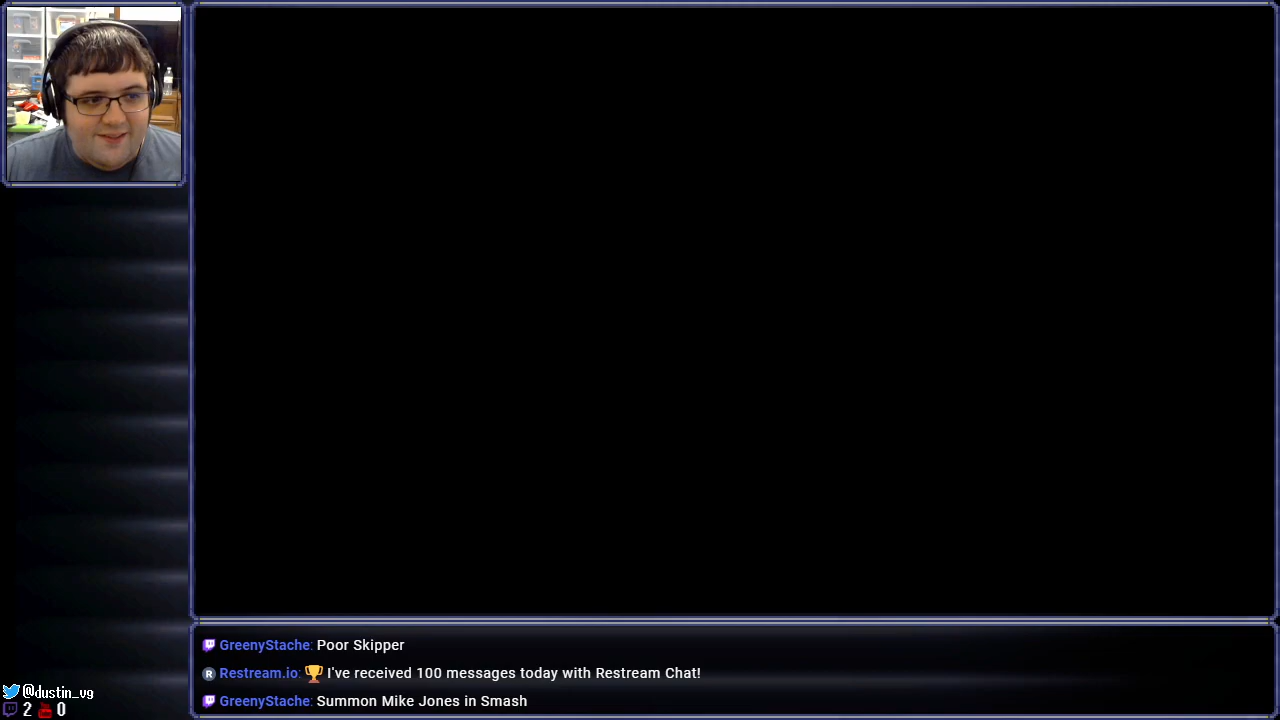 GreenyStache: Poor Skipper
Restream.io: 🏆 I've received 100 messages today with Restream Chat!
GreenyStache: Summon Mike Jones in Smash
@dustin_vg
2 0